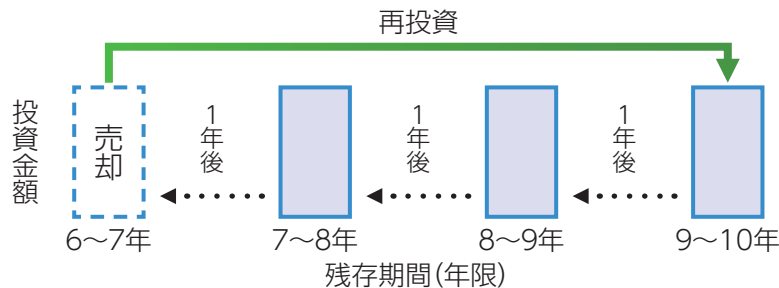 再投資
投資金額
売却
1年後
1年後
1年後
6〜7年
7〜8年
8〜9年
9〜10年
残存期間(年限)